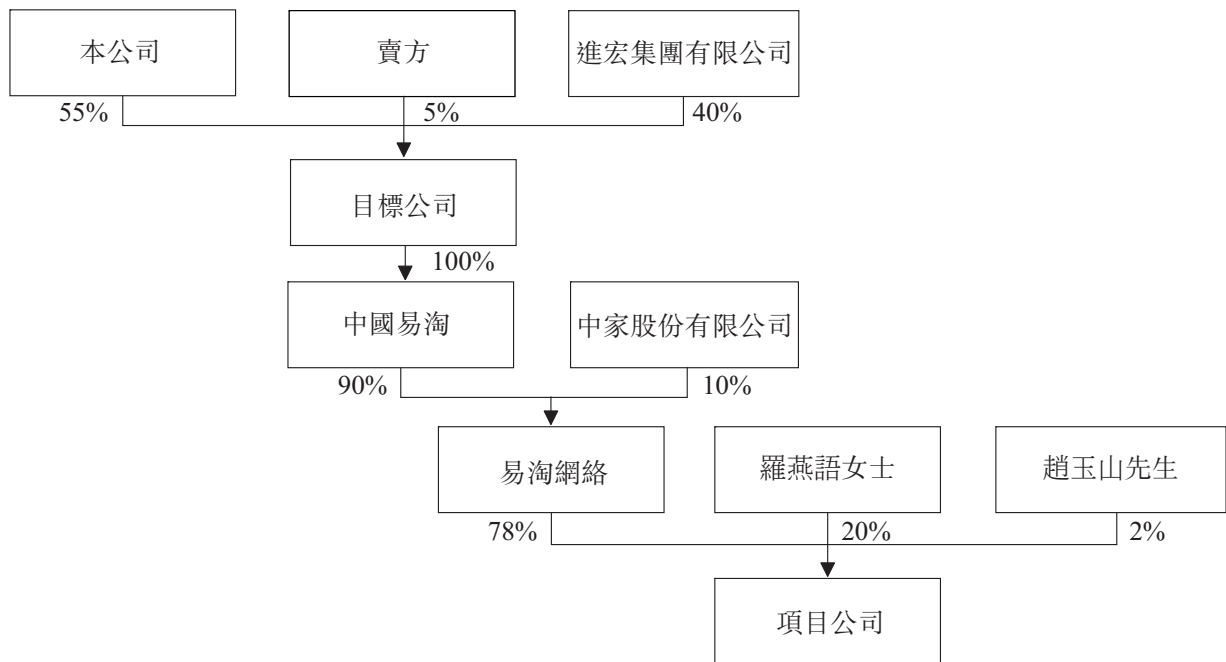 本公司
賣方
進宏集團有限公司
55%
5%
40%
目標公司
100%
中國易淘
中家股份有限公司
90%
10%
易淘網絡
羅燕語女士
趙玉山先生
78%
20%
2%
項目公司